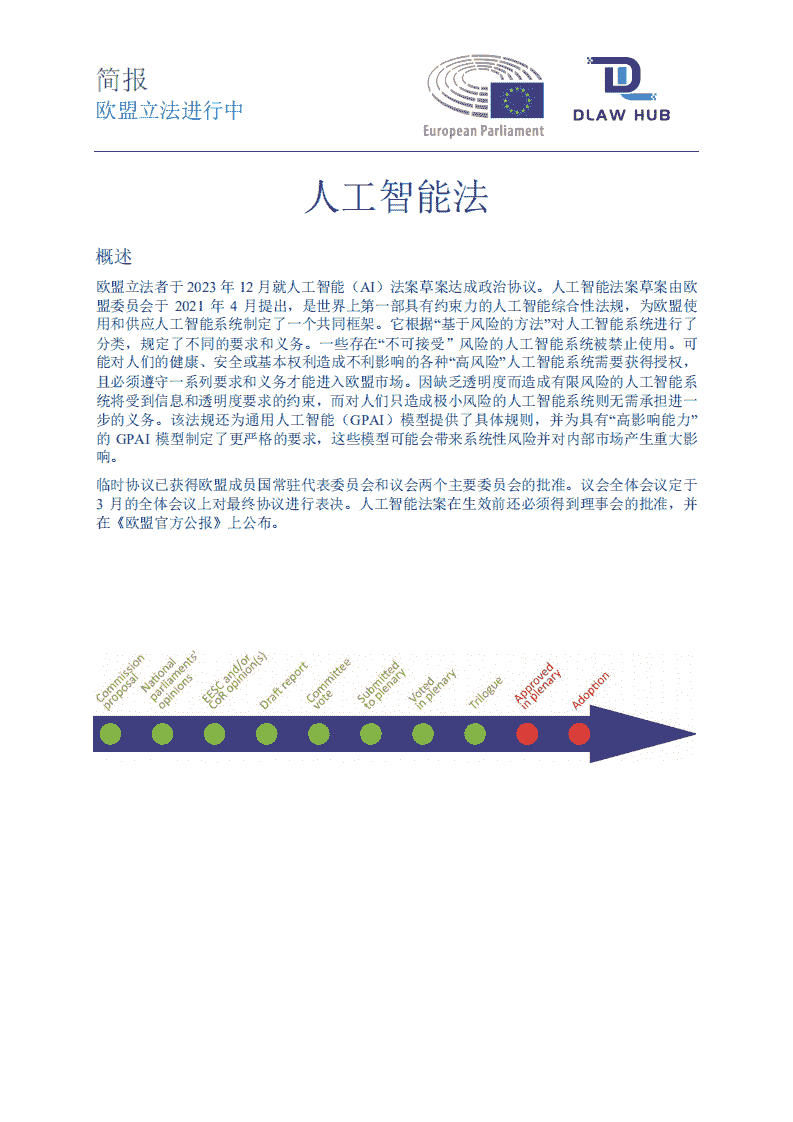 简报
欧盟立法进行中
European Parliament
DLAW HUB
人工智能法
概述
欧盟立法者于 2023 年 12 月就人工智能（AI）法案草案达成政治协议。人工智能法案草案由欧
盟委员会于 2021 年 4 月提出，是世界上第一部具有约束力的人工智能综合性法规，为欧盟使
用和供应人工智能系统制定了一个共同框架。它根据“基于风险的方法”对人工智能系统进行了
分类，规定了不同的要求和义务。一些存在“不可接受”风险的人工智能系统被禁止使用。可
能对人们的健康、安全或基本权利造成不利影响的各种“高风险”人工智能系统需要获得授权，
且必须遵守一系列要求和义务才能进入欧盟市场。因缺乏透明度而造成有限风险的人工智能系
统将受到信息和透明度要求的约束，而对人们只造成极小风险的人工智能系统则无需承担进一
步的义务。该法规还为通用人工智能（GPAI）模型提供了具体规则，并为具有“高影响能力”
的 GPAI 模型制定了更严格的要求，这些模型可能会带来系统性风险并对内部市场产生重大影
响。
临时协议已获得欧盟成员国常驻代表委员会和议会两个主要委员会的批准。议会全体会议定于
3 月的全体会议上对最终协议进行表决。人工智能法案在生效前还必须得到理事会的批准，并
在《欧盟官方公报》上公布。
Commission
proposal
National
parliaments'
opinions
EESC and/or
CoR opinion(s)
Draft report
Committee
vote
Submitted
to plenary
Voted
in plenary
Trilogue
Approved
in plenary
Adoption